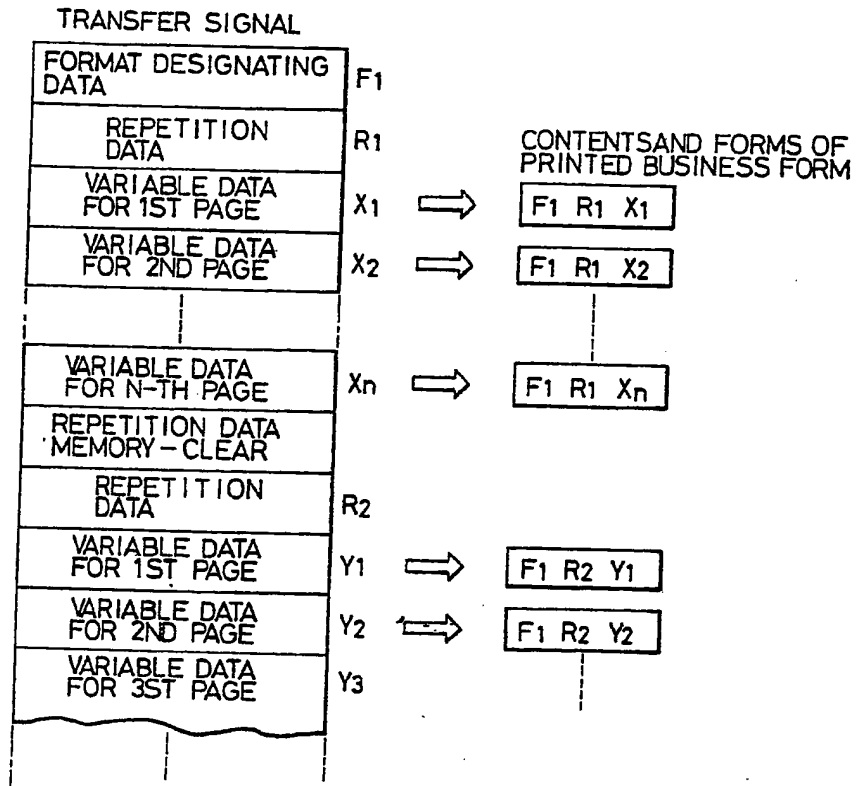 TRANSFER SIGNAL
FORMAT DESIGNATING
DATA
F1
REPETITION
DATA
R1
CONTENTSAND FORMS OF
PRINTED BUSINESS FORM
VARIABLE DATA
FOR 1ST PAGE
X1
F1 R1 X1
VARIABLE DATA
FOR 2ND PAGE
X2
F1 R1 X2
VARIABLE DATA
FOR N-TH PAGE
Xn
F1 R1 Xn
REPETITION DATA
MEMORY-CLEAR
REPETITION
DATA
R2
VARIABLE DATA
FOR 1ST PAGE
Y1
F1 R2 Y1
VARIABLE DATA
FOR 2ND PAGE
Y2
F1 R2 Y2
VARIABLE DATA
FOR 3ST PAGE
Y3